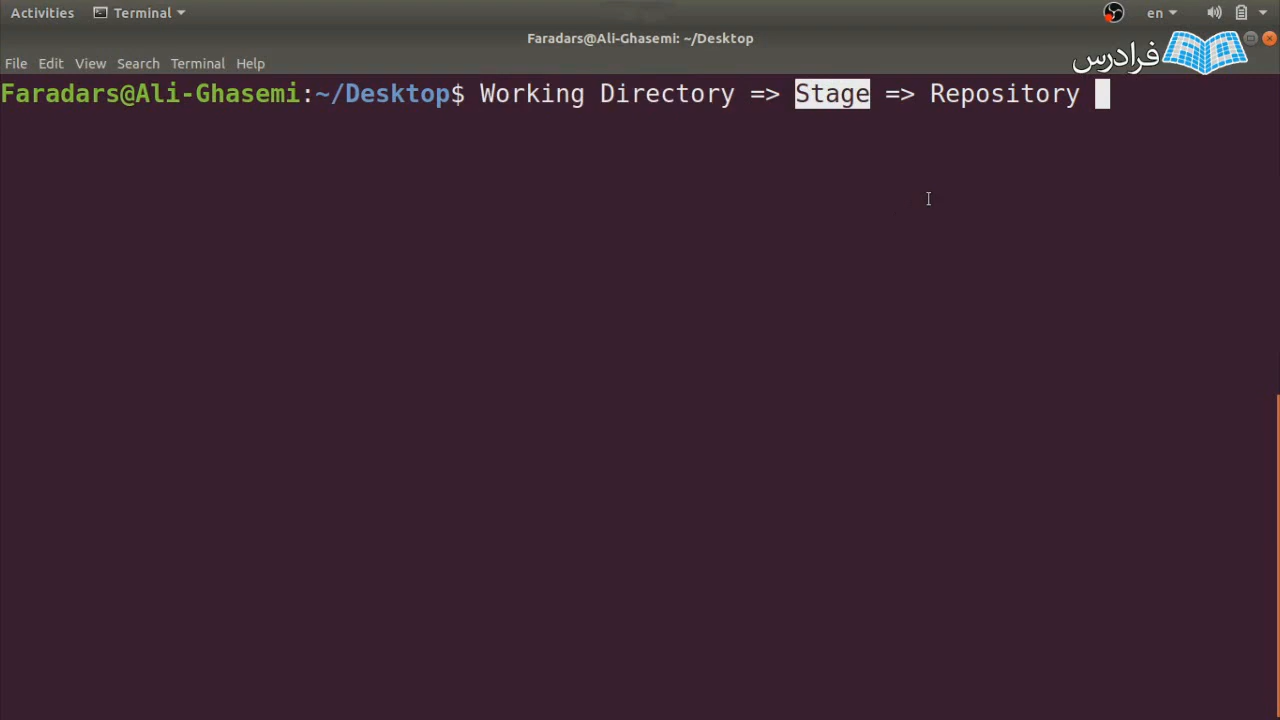 Activities Terminal en
Faradars@Ali-Ghasemi: ~/Desktop
فرادرس
File Edit View Search Terminal Help
Faradars@Ali-Ghasemi:~/Desktop$ Working Directory => Stage => Repository